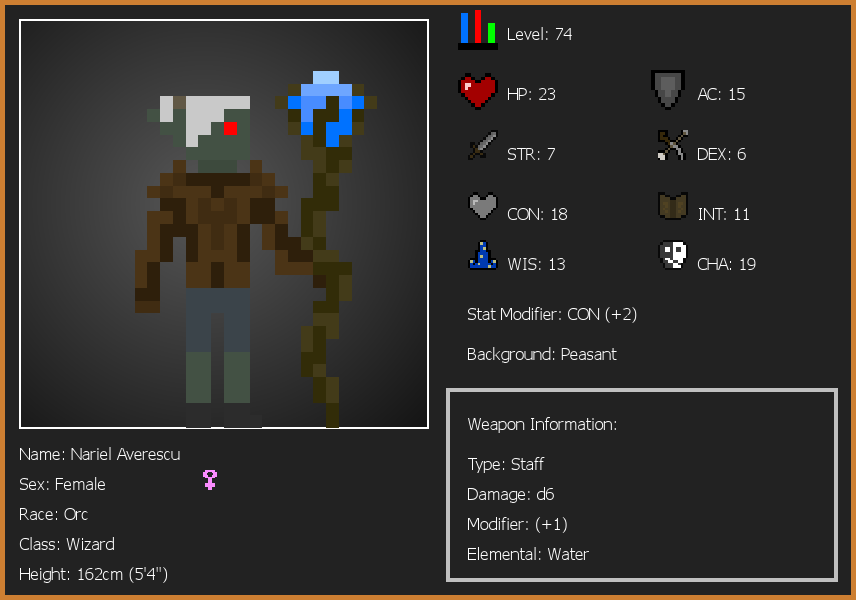 Level: 74
HP: 23
AC: 15
STR: 7
DEX: 6
CON: 18
INT: 11
WIS: 13
CHA: 19
Stat Modifier: CON (+2)
Background: Peasant
Weapon Information:
Type: Staff
Damage: d6
Modifier: (+1)
Elemental: Water
Name: Nariel Averescu
Sex: Female
Race: Orc
Class: Wizard
Height: 162cm (5'4")